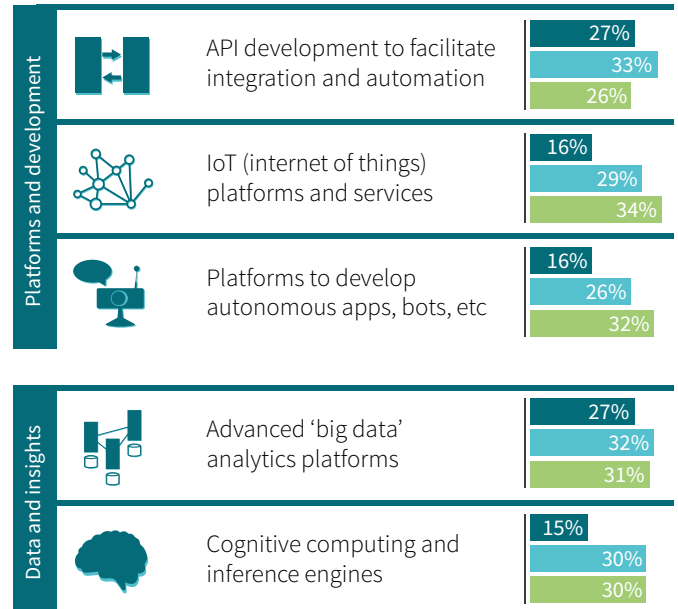 Platforms and development
API development to facilitate
integration and automation
27%
33%
26%
IoT (internet of things)
platforms and services
16%
29%
34%
Platforms to develop
autonomous apps, bots, etc
16%
26%
32%
Data and insights
Advanced ‘big data’
analytics platforms
27%
32%
31%
Cognitive computing and
inference engines
15%
30%
30%